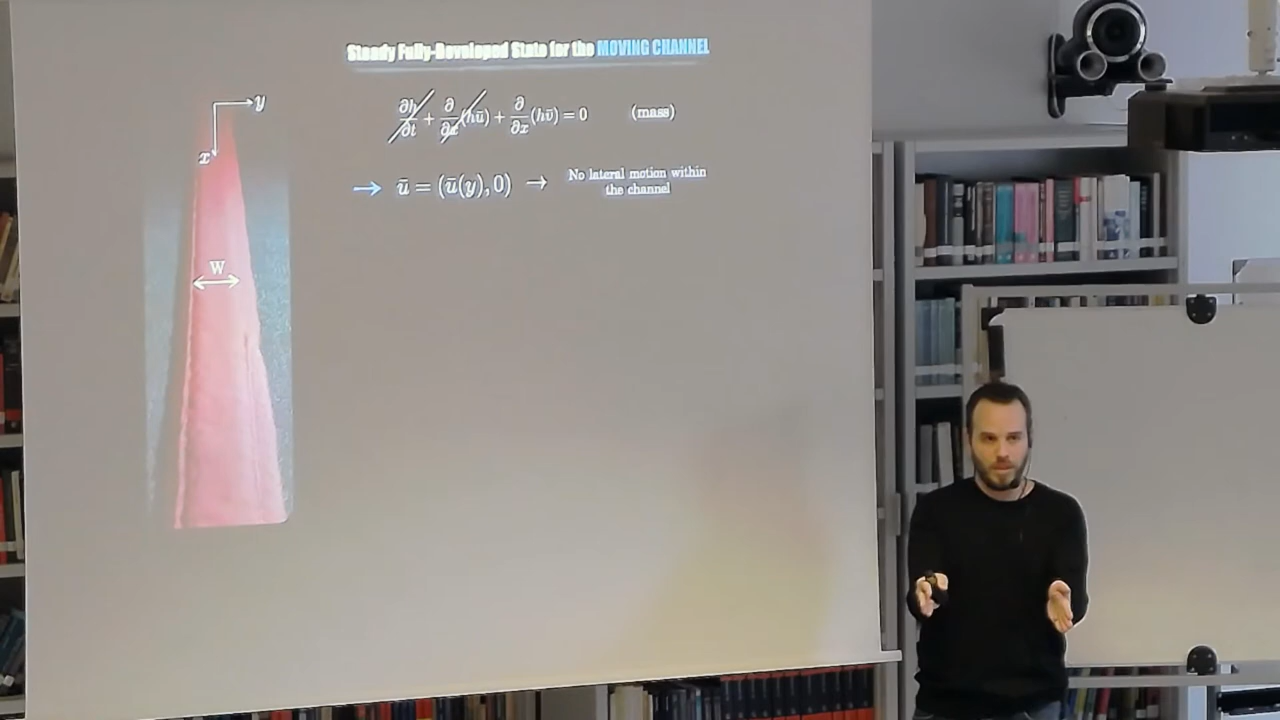 Steady Fully-Developed State for the MOVING CHANNEL
∂h/∂t + ∂/∂x(hū) + ∂/∂x(hv̄) = 0 (mass)
→ ū = (ū(y), 0) → No lateral motion within
the channel
y
x
W